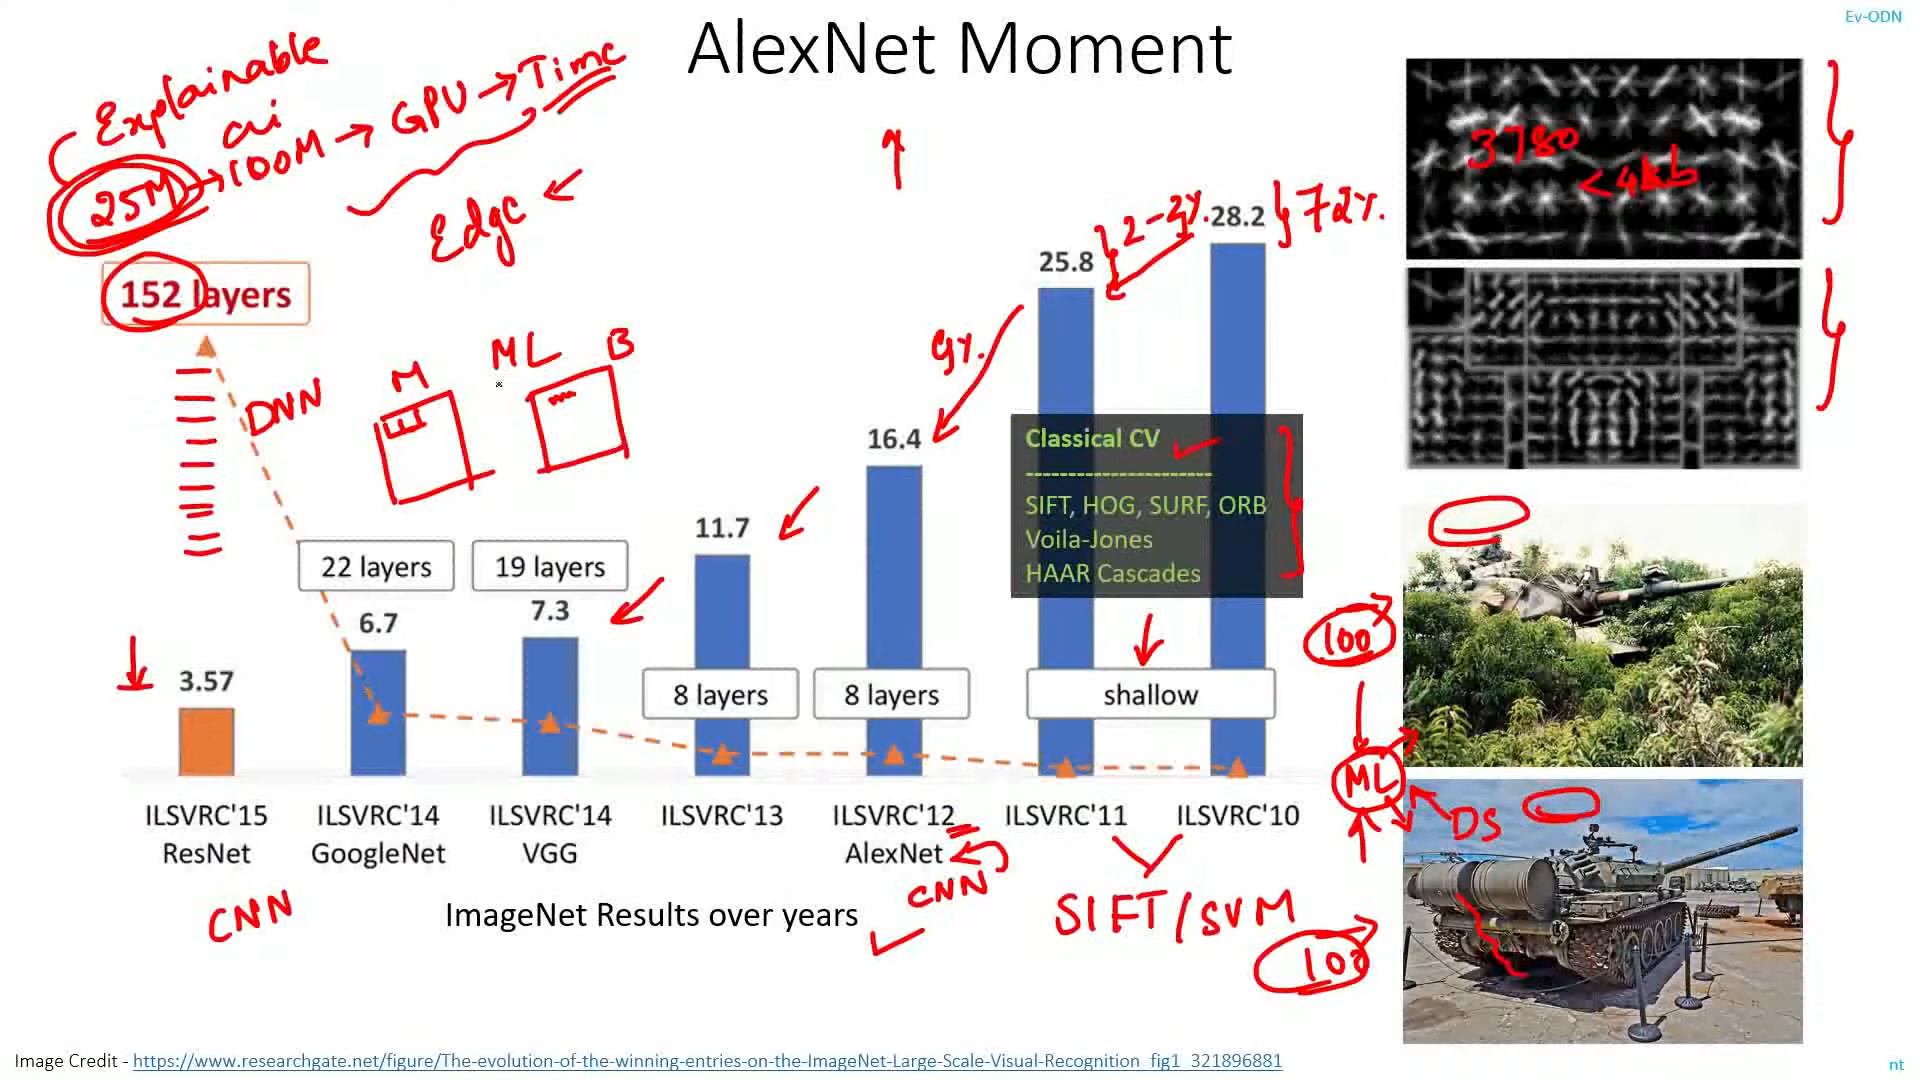 Ev-ODN
AlexNet Moment
Explainable
ai
25M → 100M → GPU → Time
Edge
3780
<4kb
2-3%
28.2
72%.
25.8
152 layers
9%.
ML
B
M
DNN
16.4
Classical CV
----------------------
SIFT, HOG, SURF, ORB
Voila-Jones
HAAR Cascades
11.7
22 layers
19 layers
7.3
6.7
100
3.57
8 layers
8 layers
shallow
ML
DS
ILSVRC'15
ResNet
ILSVRC'14
GoogleNet
ILSVRC'14
VGG
ILSVRC'13
ILSVRC'12
AlexNet
ILSVRC'11
ILSVRC'10
CNN
CNN
ImageNet Results over years
SIFT/SVM
100
Image Credit - https://www.researchgate.net/figure/The-evolution-of-the-winning-entries-on-the-ImageNet-Large-Scale-Visual-Recognition_fig1_321896881
nt